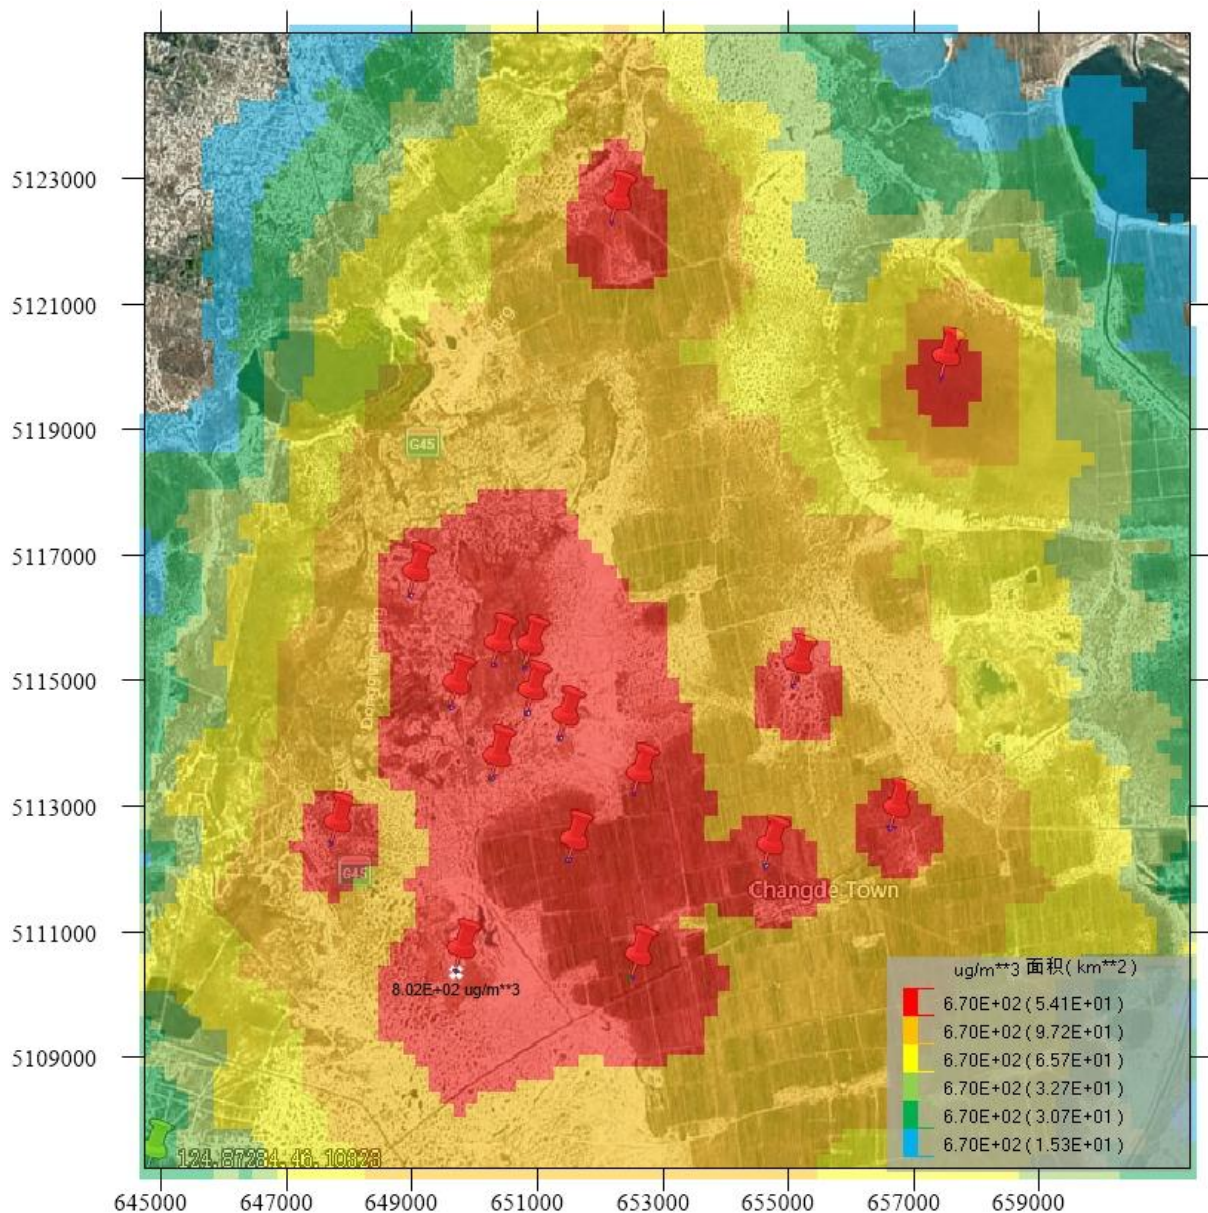 5123000
5121000
5119000
G45
5117000
5115000
5113000
G45
Changde Town
5111000
8.02E+02 ug/m**3
ug/m**3 面积(km**2)
6.70E+02(5.41E+01)
6.70E+02(9.72E+01)
6.70E+02(6.57E+01)
6.70E+02(3.27E+01)
6.70E+02(3.07E+01)
6.70E+02(1.53E+01)
5109000
124.87284,46.10328
645000 647000 649000 651000 653000 655000 657000 659000